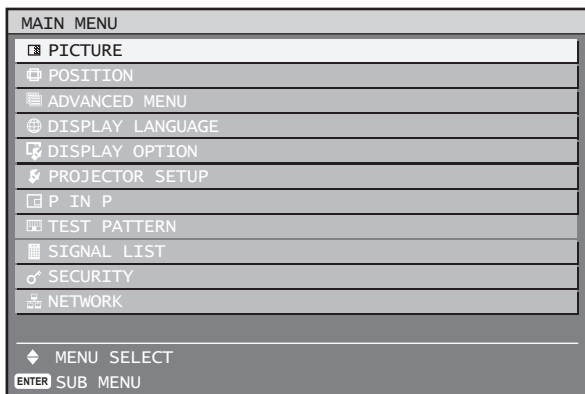 MAIN MENU
PICTURE
POSITION
ADVANCED MENU
DISPLAY LANGUAGE
DISPLAY OPTION
PROJECTOR SETUP
P IN P
TEST PATTERN
SIGNAL LIST
SECURITY
NETWORK
MENU SELECT
ENTER SUB MENU